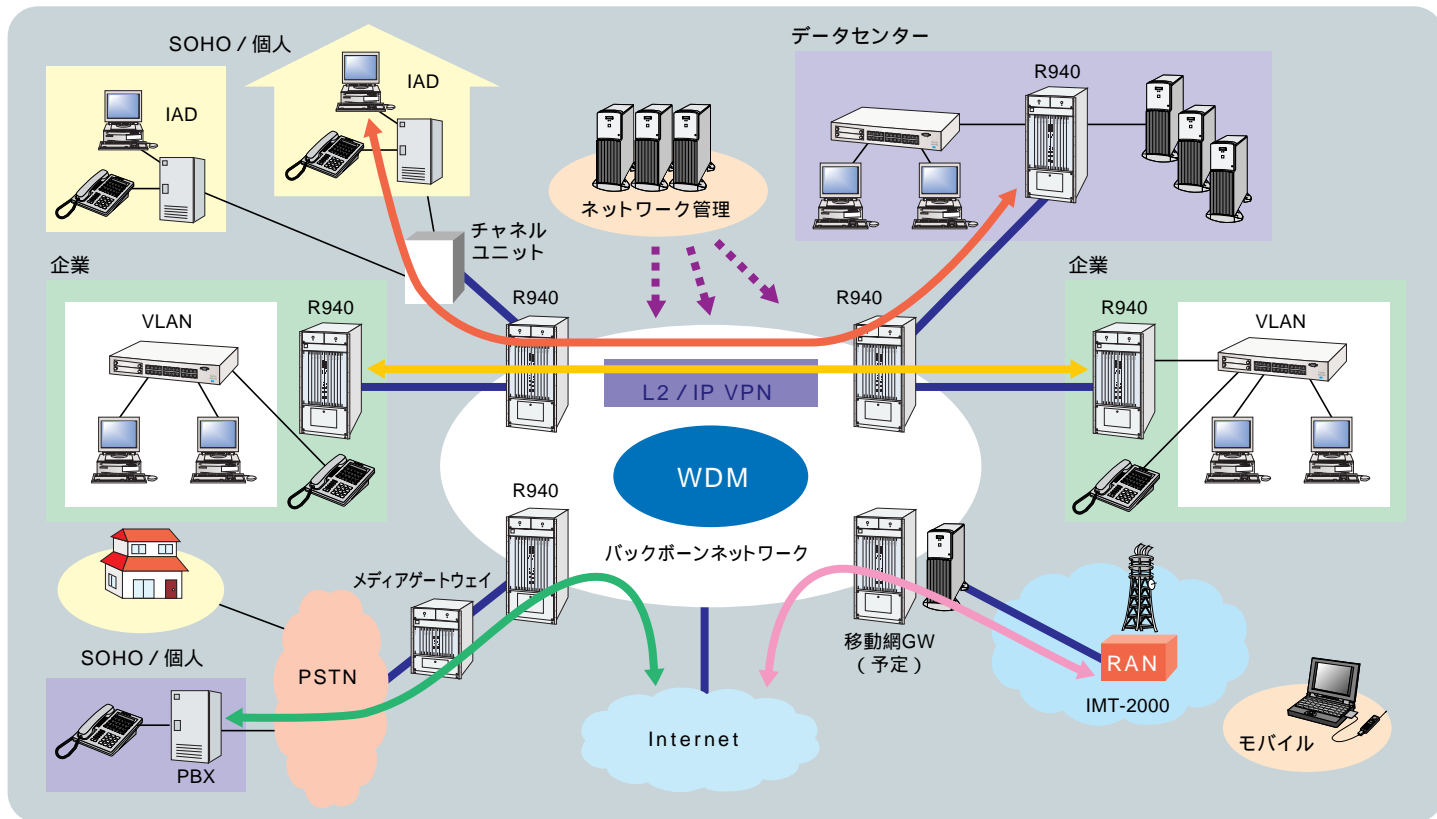 SOHO / 個人
IAD
IAD
データセンター
R940
ネットワーク管理
チャネル
ユニット
企業
VLAN
R940
R940
R940
企業
R940
VLAN
L2 / IP VPN
WDM
バックボーンネットワーク
R940
メディアゲートウェイ
移動網GW
(予定)
RAN
IMT-2000
モバイル
SOHO / 個人
PSTN
PBX
Internet